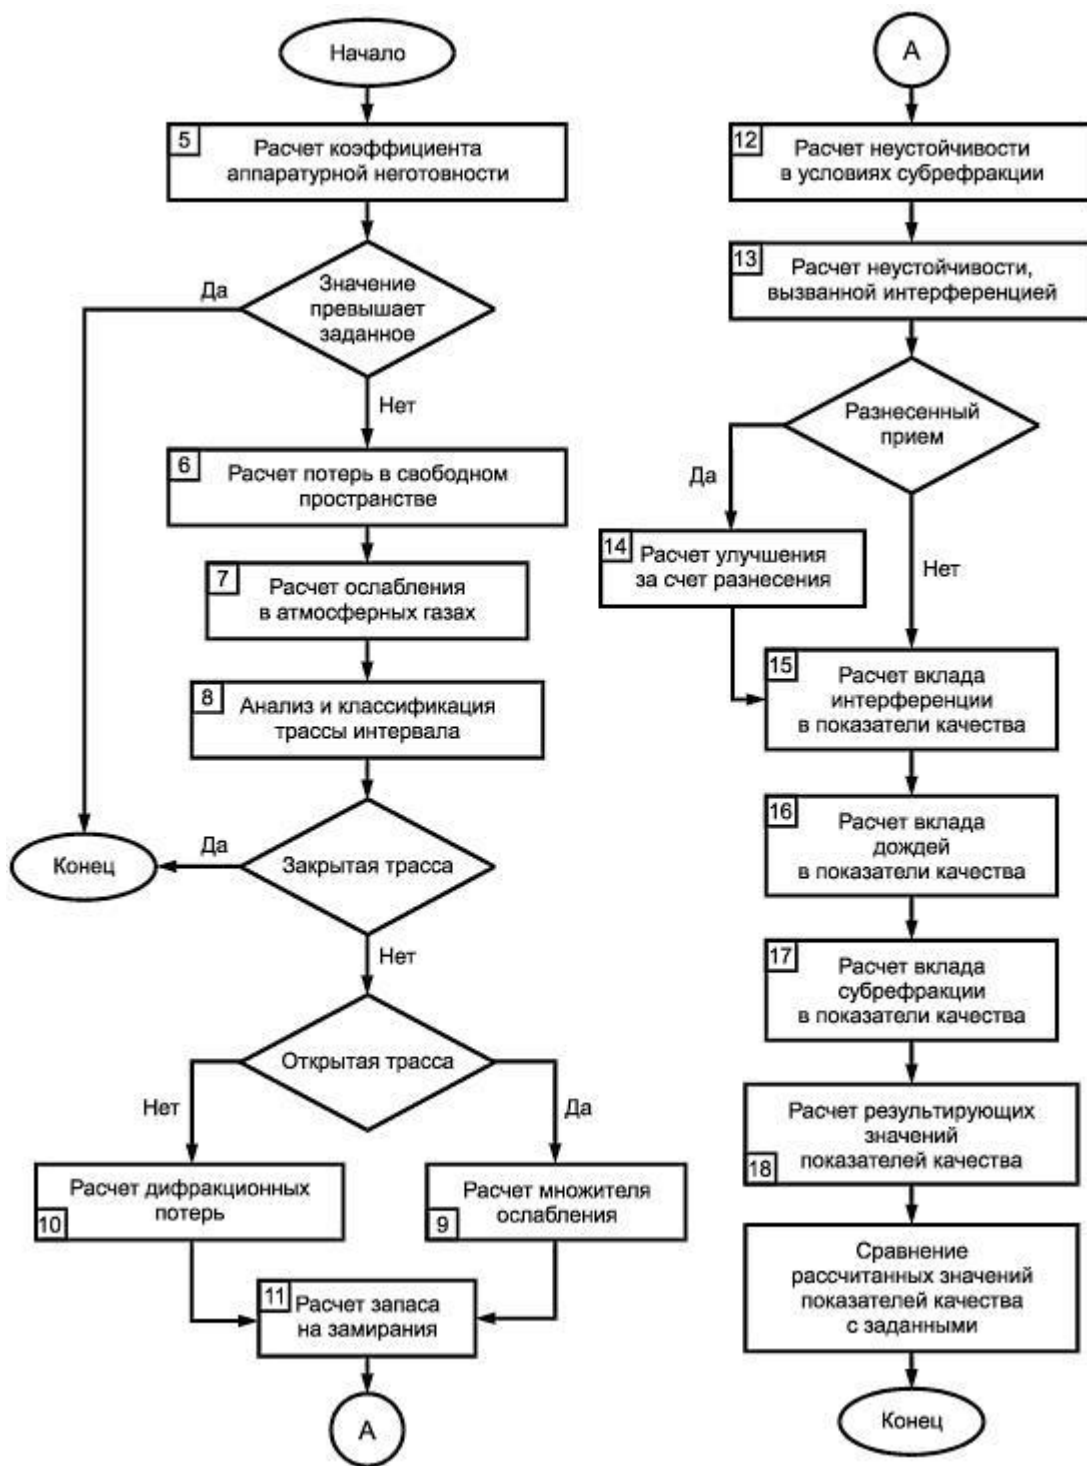 Начало
5
Расчет коэффициента
аппаратурной неготовности
Значение
превышает
заданное
Да
Нет
6
Расчет потерь в свободном
пространстве
7
Расчет ослабления
в атмосферных газах
8
Анализ и классификация
трассы интервала
Закрытая трасса
Да
Конец
Нет
Открытая трасса
Нет
Да
Расчет дифракционных
потерь
10
Расчет множителя
ослабления
9
11
Расчет запаса
на замирания
А
А
12
Расчет неустойчивости
в условиях субрефракции
13
Расчет неустойчивости,
вызванной интерференцией
Разнесенный
прием
Да
Нет
14
Расчет улучшения
за счет разнесения
15
Расчет вклада
интерференции
в показатели качества
16
Расчет вклада
дождей
в показатели качества
17
Расчет вклада
субрефракции
в показатели качества
Расчет результирующих
значений
показателей качества
18
Сравнение
рассчитанных значений
показателей качества
с заданными
Конец